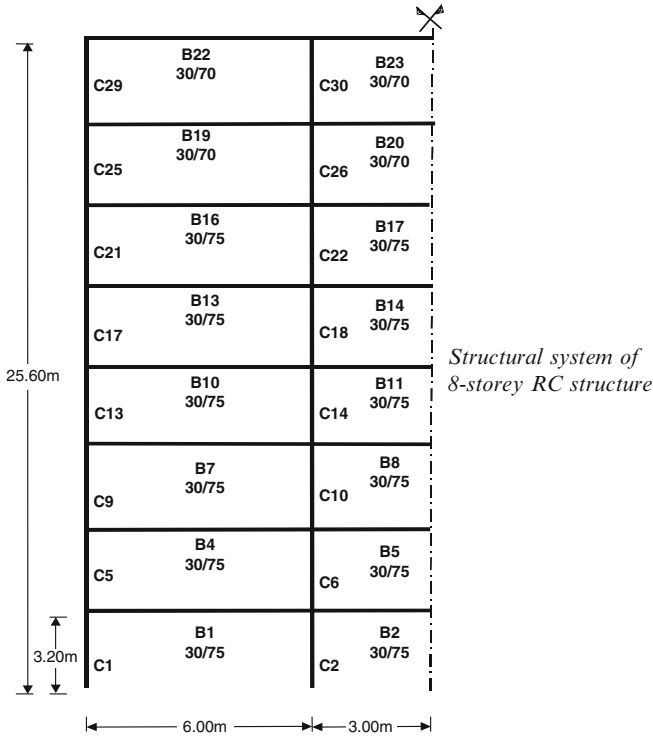 B22
30/70
B23
30/70
C29
C30
B19
30/70
B20
30/70
C25
C26
B16
30/75
B17
30/75
C21
C22
B13
30/75
B14
30/75
C17
C18
Structural system of
8-storey RC structure
25.60m
B10
30/75
B11
30/75
C13
C14
B7
30/75
B8
30/75
C9
C10
B4
30/75
B5
30/75
C5
C6
B1
30/75
B2
30/75
3.20m
C1
C2
6.00m
3.00m